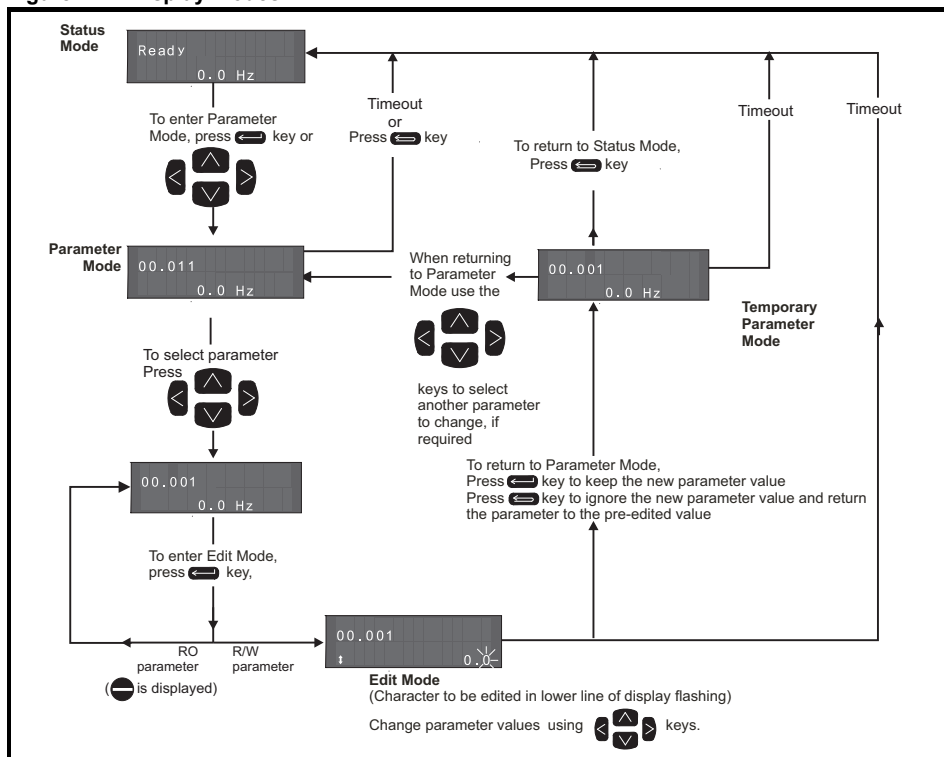 Status
Mode
Ready
0.0 Hz
To enter Parameter
Mode, press key or
Timeout
or
Press key
To return to Status Mode,
Press key
Timeout
Timeout
Parameter
Mode
00.011
0.0 Hz
When returning
to Parameter
Mode use the
keys to select
another parameter
to change, if
required
00.001
0.0 Hz
Temporary
Parameter
Mode
To select parameter
Press
00.001
0.0 Hz
To return to Parameter Mode,
Press key to keep the new parameter value
Press key to ignore the new parameter value and return
the parameter to the pre-edited value
To enter Edit Mode,
press key,
RO
parameter
( is displayed)
R/W
parameter
00.001
0.0
Edit Mode
(Character to be edited in lower line of display flashing)
Change parameter values using keys.